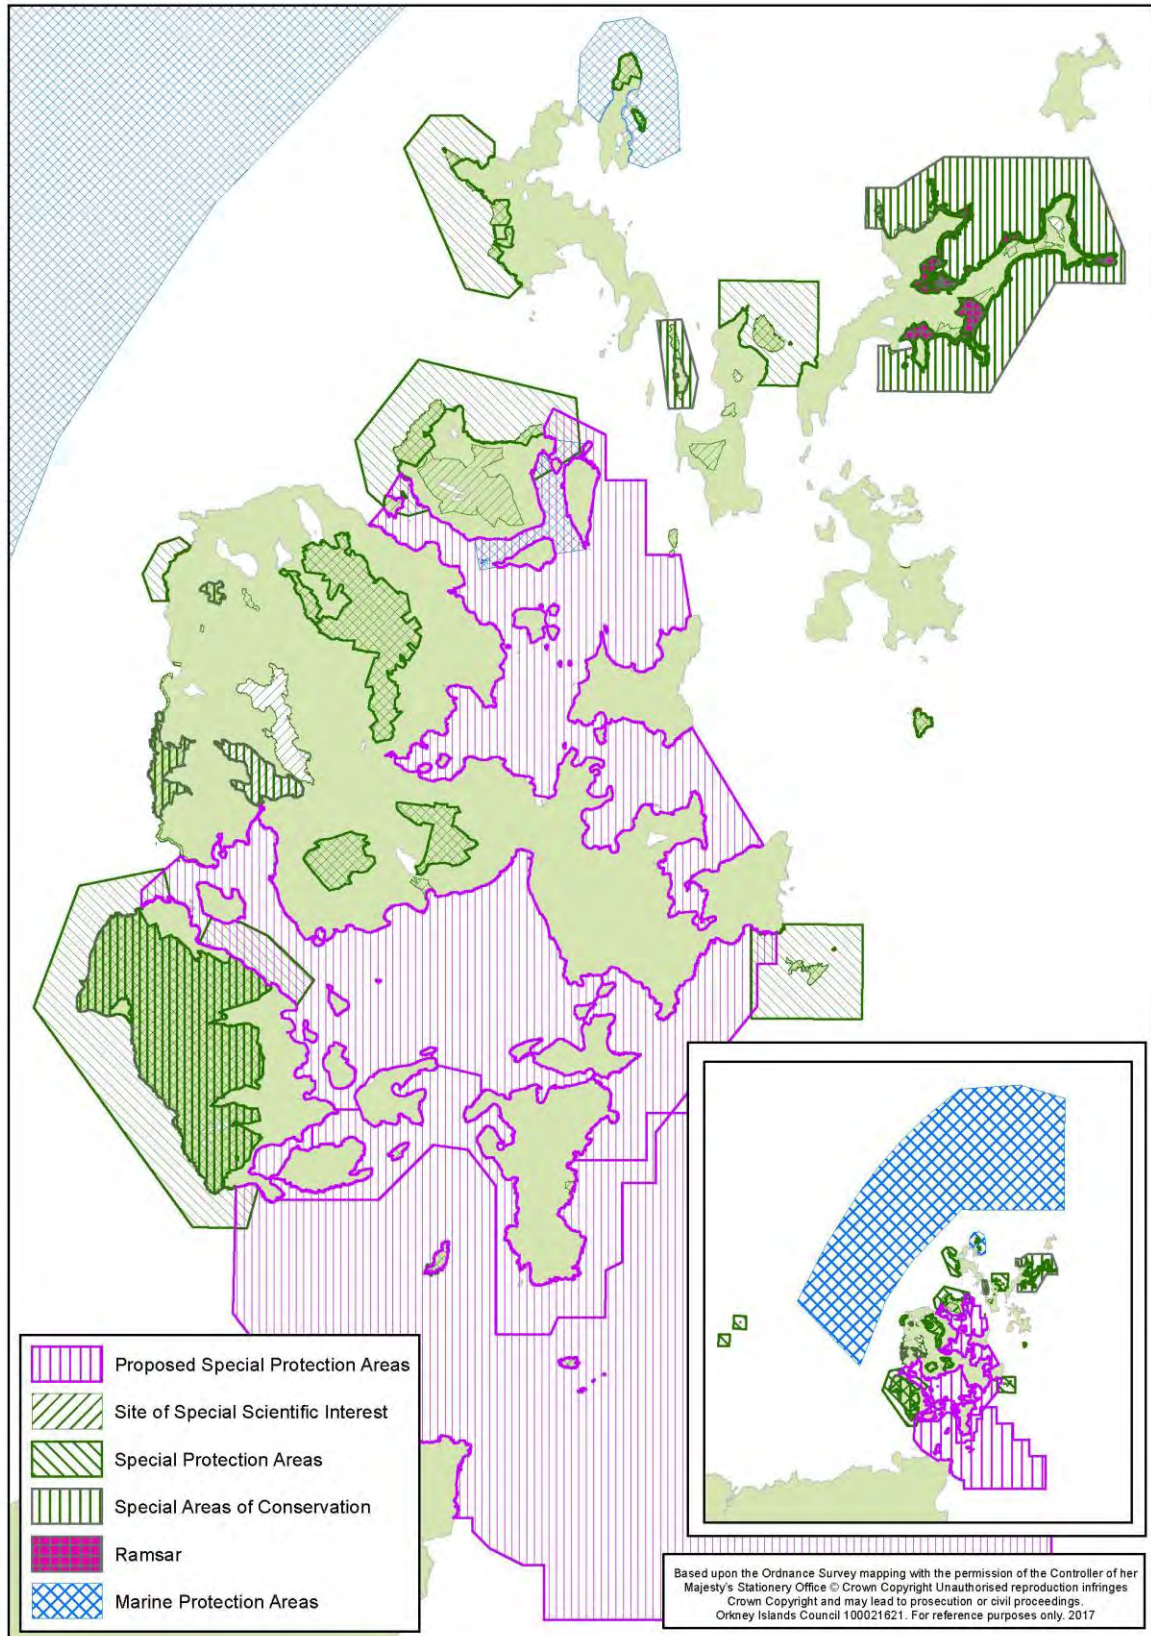 Proposed Special Protection Areas
Site of Special Scientific Interest
Special Protection Areas
Special Areas of Conservation
Ramsar
Marine Protection Areas
Based upon the Ordnance Survey mapping with the permission of the Controller of her
Majesty's Stationery Office © Crown Copyright Unauthorised reproduction infringes
Crown Copyright and may lead to prosecution or civil proceedings.
Orkney Islands Council 100021621. For reference purposes only. 2017